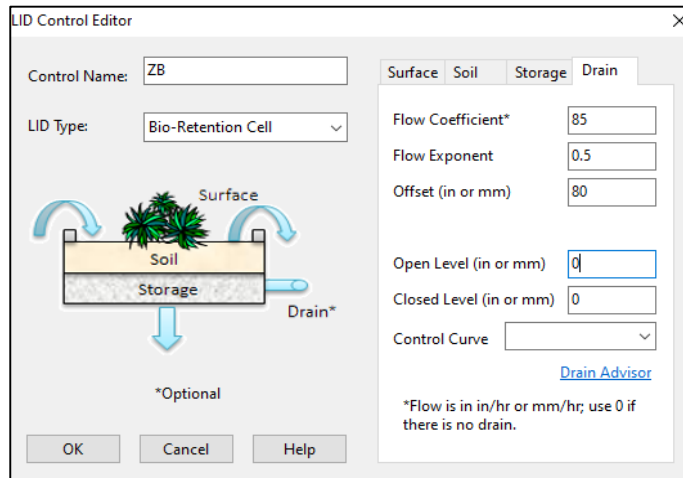 LID Control Editor
Control Name: ZB
LID Type: Bio-Retention Cell
Surface
Soil
Storage
Drain*
*Optional
OK Cancel Help
Surface Soil Storage Drain
Flow Coefficient* 85
Flow Exponent 0.5
Offset (in or mm) 80
Open Level (in or mm) 0
Closed Level (in or mm) 0
Control Curve
Drain Advisor
*Flow is in in/hr or mm/hr; use 0 if
there is no drain.